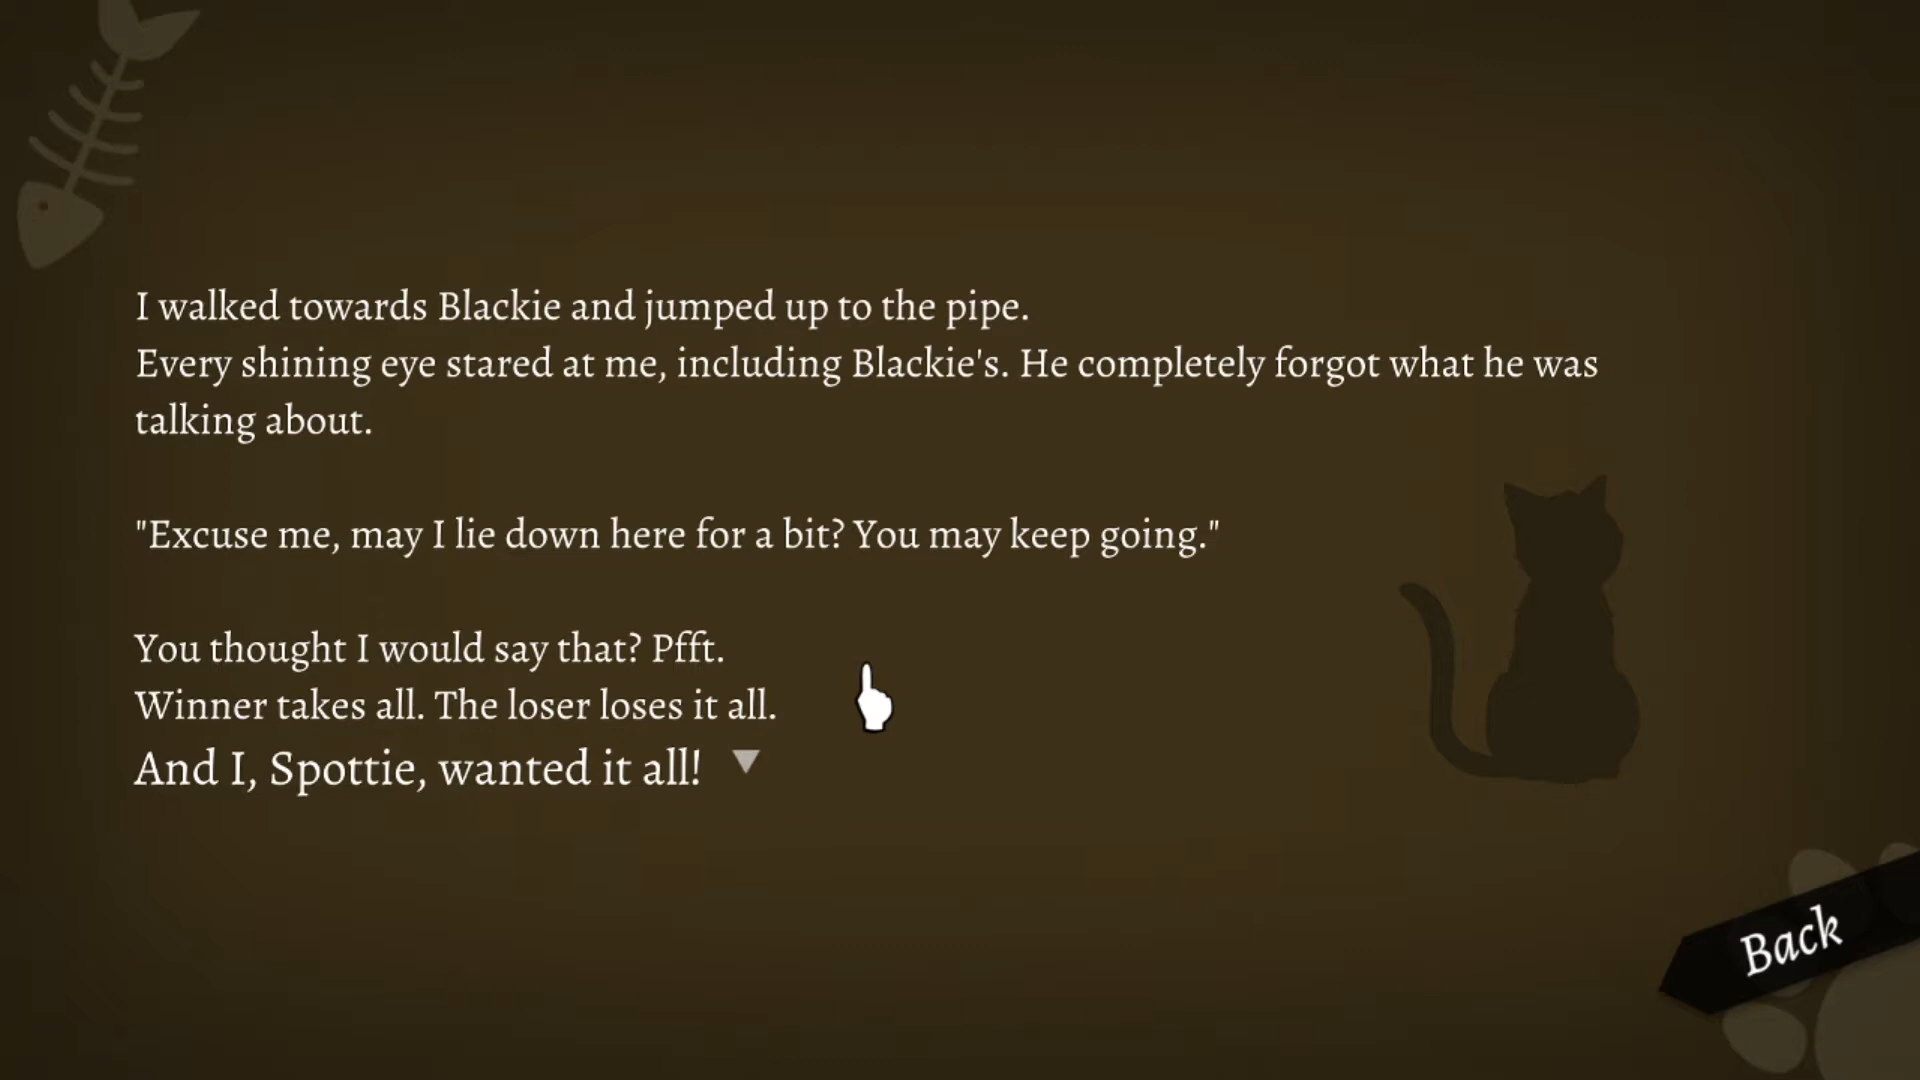 I walked towards Blackie and jumped up to the pipe.
Every shining eye stared at me, including Blackie's. He completely forgot what he was
talking about.
"Excuse me, may I lie down here for a bit? You may keep going."
You thought I would say that? Pfft.
Winner takes all. The loser loses it all.
And I, Spottie, wanted it all!
Back